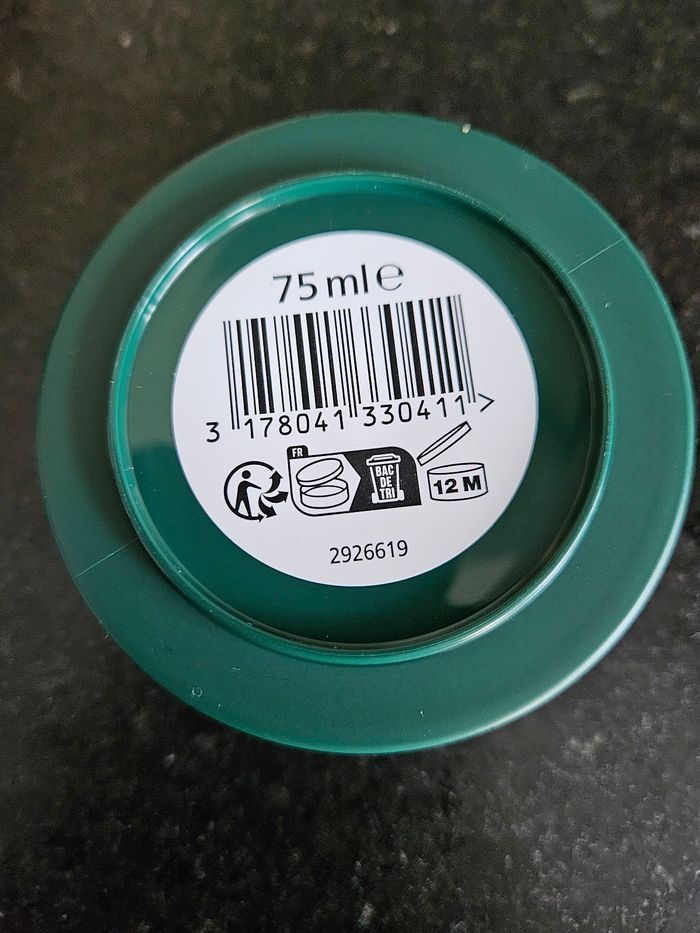 75 ml ℮
3 178041 330411 >
FR
BAC
DE
TRI
12 M
2926619